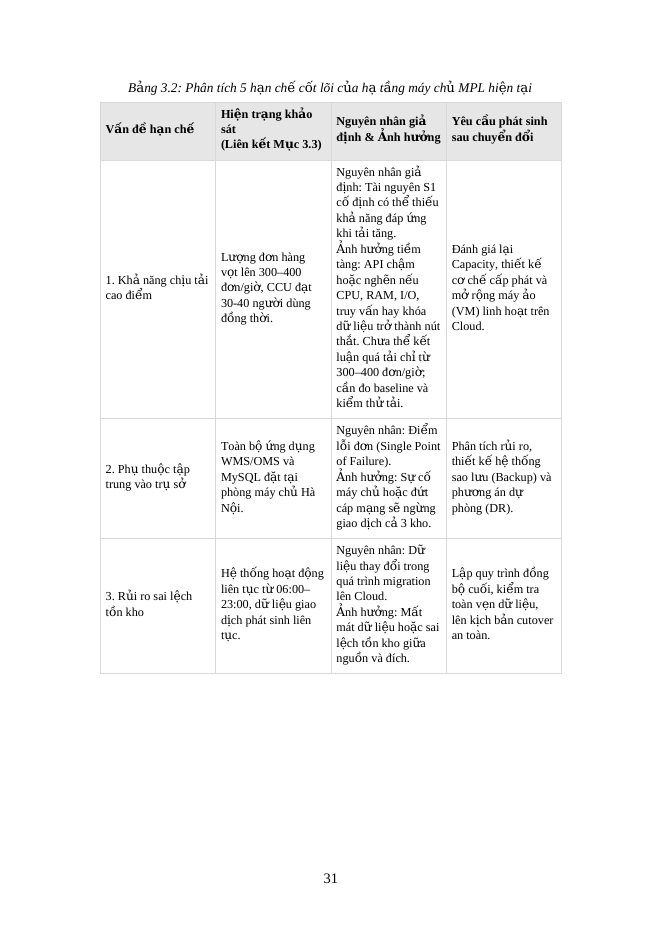 Bảng 3.2: Phân tích 5 hạn chế cốt lõi của hạ tầng máy chủ MPL hiện tại
Vấn đề hạn chế
Hiện trạng khảo
sát
(Liên kết Mục 3.3)
Nguyên nhân giả
định & Ảnh hưởng
Yêu cầu phát sinh
sau chuyển đổi
1. Khả năng chịu tải
cao điểm
Lượng đơn hàng
vọt lên 300–400
đơn/giờ, CCU đạt
30-40 người dùng
đồng thời.
Nguyên nhân giả
định: Tài nguyên S1
cố định có thể thiếu
khả năng đáp ứng
khi tải tăng.
Ảnh hưởng tiềm
tàng: API chậm
hoặc nghẽn nếu
CPU, RAM, I/O,
truy vấn hay khóa
dữ liệu trở thành nút
thắt. Chưa thể kết
luận quá tải chỉ từ
300–400 đơn/giờ;
cần đo baseline và
kiểm thử tải.
Đánh giá lại
Capacity, thiết kế
cơ chế cấp phát và
mở rộng máy ảo
(VM) linh hoạt trên
Cloud.
2. Phụ thuộc tập
trung vào trụ sở
Toàn bộ ứng dụng
WMS/OMS và
MySQL đặt tại
phòng máy chủ Hà
Nội.
Nguyên nhân: Điểm
lỗi đơn (Single Point
of Failure).
Ảnh hưởng: Sự cố
máy chủ hoặc đứt
cáp mạng sẽ ngừng
giao dịch cả 3 kho.
Phân tích rủi ro,
thiết kế hệ thống
sao lưu (Backup) và
phương án dự
phòng (DR).
3. Rủi ro sai lệch
tồn kho
Hệ thống hoạt động
liên tục từ 06:00–
23:00, dữ liệu giao
dịch phát sinh liên
tục.
Nguyên nhân: Dữ
liệu thay đổi trong
quá trình migration
lên Cloud.
Ảnh hưởng: Mất
mát dữ liệu hoặc sai
lệch tồn kho giữa
nguồn và đích.
Lập quy trình đồng
bộ cuối, kiểm tra
toàn vẹn dữ liệu,
lên kịch bản cutover
an toàn.
31